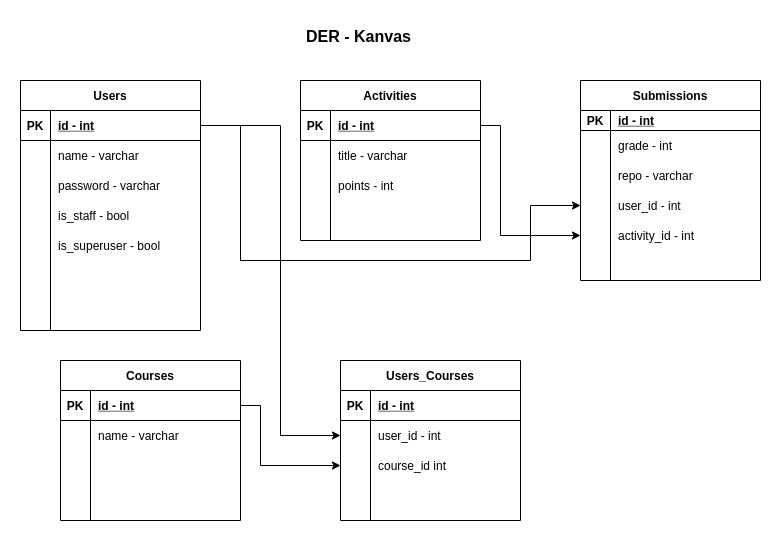 DER - Kanvas
Users
PK id - int
name - varchar
password - varchar
is_staff - bool
is_superuser - bool
Activities
PK id - int
title - varchar
points - int
Submissions
PK id - int
grade - int
repo - varchar
user_id - int
activity_id - int
Courses
PK id - int
name - varchar
Users_Courses
PK id - int
user_id - int
course_id int